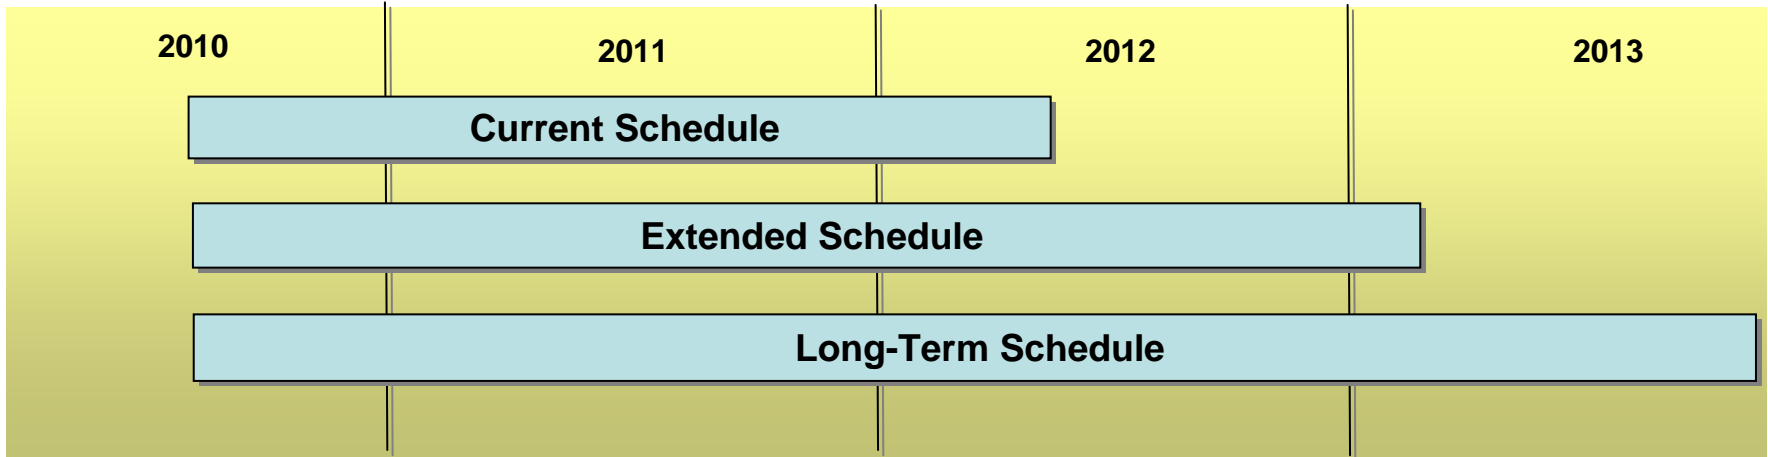 2010 2011 2012 2013
Current Schedule
Extended Schedule
Long-Term Schedule